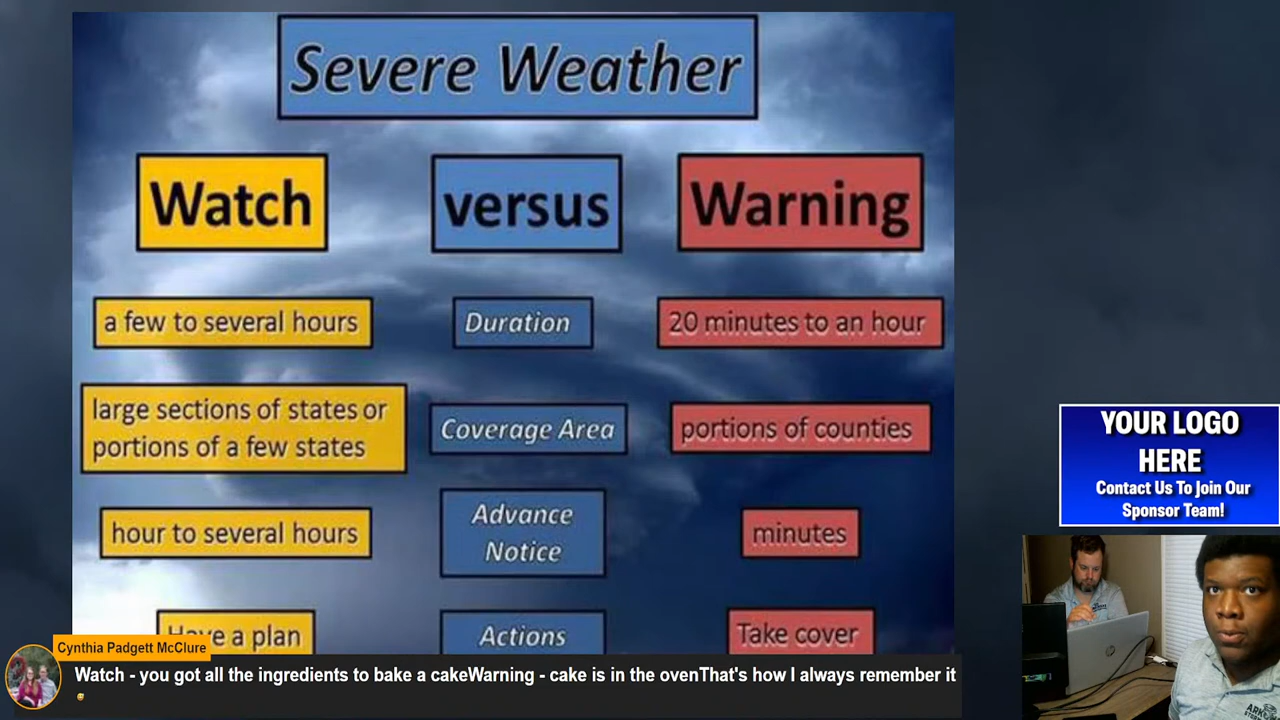 Severe Weather
Watch
versus
Warning
a few to several hours
Duration
20 minutes to an hour
large sections of states or
portions of a few states
Coverage Area
portions of counties
hour to several hours
Advance
Notice
minutes
Have a plan
Actions
Take cover
YOUR LOGO
HERE
Contact Us To Join Our
Sponsor Team!
Cynthia Padgett McClure
Watch - you got all the ingredients to bake a cakeWarning - cake is in the ovenThat's how I always remember it